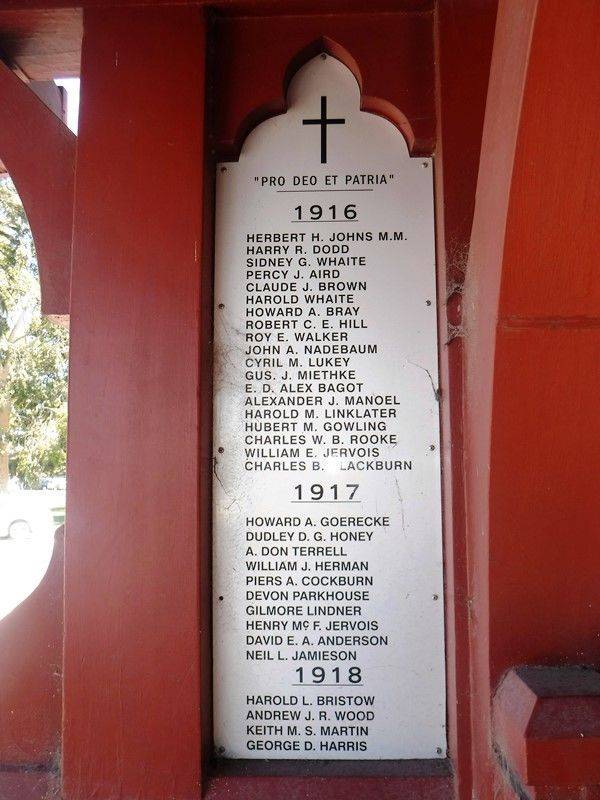 "PRO DEO ET PATRIA"
1916
HERBERT H. JOHNS M.M.
HARRY R. DODD
SIDNEY G. WHAITE
PERCY J. AIRD
CLAUDE J. BROWN
HAROLD WHAITE
HOWARD A. BRAY
ROBERT C. E. HILL
ROY E. WALKER
JOHN A. NADEBAUM
CYRIL M. LUKEY
GUS. J. MIETHKE
E. D. ALEX BAGOT
ALEXANDER J. MANOEL
HAROLD M. LINKLATER
HUBERT M. GOWLING
CHARLES W. B. ROOKE
WILLIAM E. JERVOIS
CHARLES B. LACKBURN
1917
HOWARD A. GOERECKE
DUDLEY D. G. HONEY
A. DON TERRELL
WILLIAM J. HERMAN
PIERS A. COCKBURN
DEVON PARKHOUSE
GILMORE LINDNER
HENRY Mc F. JERVOIS
DAVID E. A. ANDERSON
NEIL L. JAMIESON
1918
HAROLD L. BRISTOW
ANDREW J. R. WOOD
KEITH M. S. MARTIN
GEORGE D. HARRIS